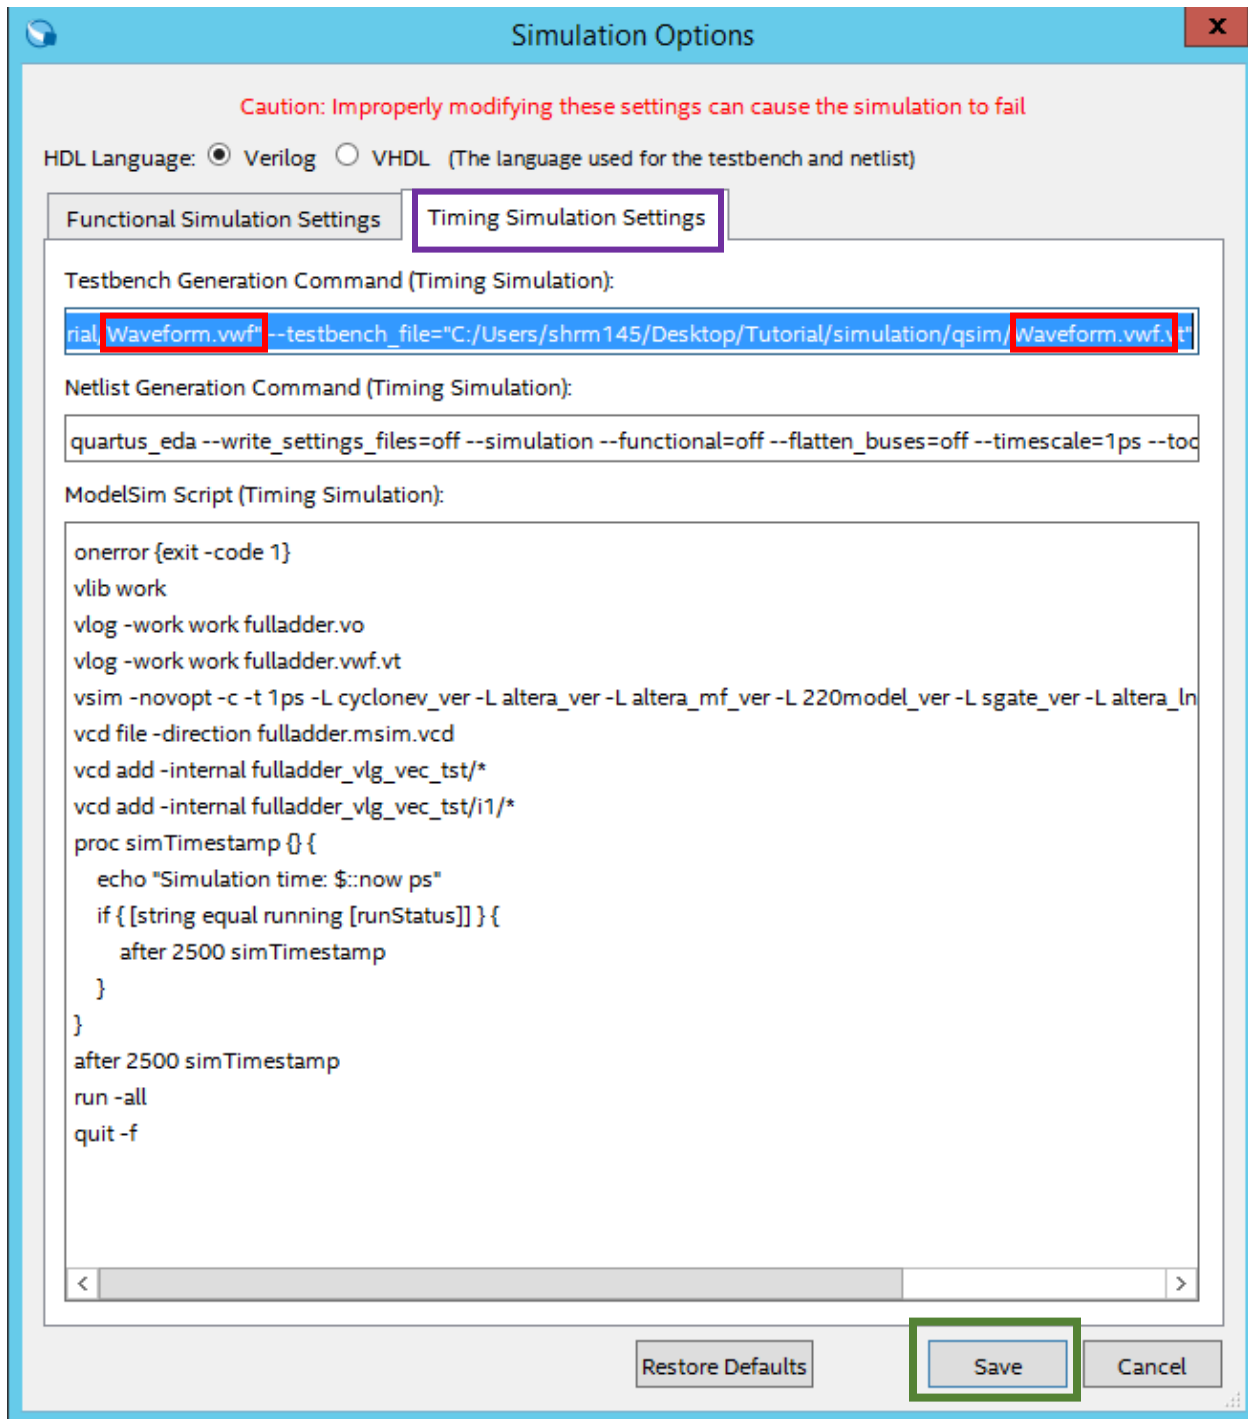 Simulation Options
X
Caution: Improperly modifying these settings can cause the simulation to fail
HDL Language: Verilog VHDL (The language used for the testbench and netlist)
Functional Simulation Settings Timing Simulation Settings
Testbench Generation Command (Timing Simulation):
rial/Waveform.vwf" --testbench_file="C:/Users/shrm145/Desktop/Tutorial/simulation/qsim/Waveform.vwf.vt"
Netlist Generation Command (Timing Simulation):
quartus_eda --write_settings_files=off --simulation --functional=off --flatten_buses=off --timescale=1ps --too
ModelSim Script (Timing Simulation):
onerror {exit -code 1}
vlib work
vlog -work work fulladder.vo
vlog -work work fulladder.vwf.vt
vsim -novopt -c -t 1ps -L cyclonev_ver -L altera_ver -L altera_mf_ver -L 220model_ver -L sgate_ver -L altera_ln
vcd file -direction fulladder.msim.vcd
vcd add -internal fulladder_vlg_vec_tst/*
vcd add -internal fulladder_vlg_vec_tst/i1/*
proc simTimestamp {} {
echo "Simulation time: $::now ps"
if { [string equal running [runStatus]] } {
after 2500 simTimestamp
}
}
after 2500 simTimestamp
run -all
quit -f
Restore Defaults Save Cancel